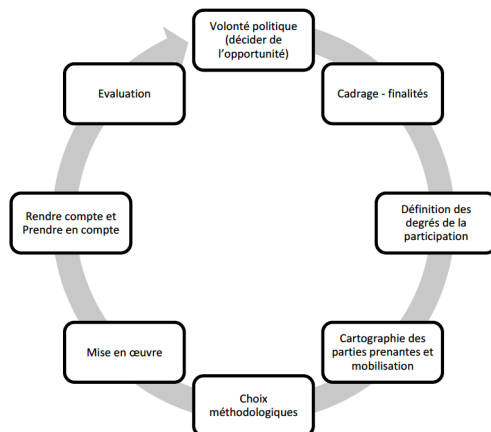 Volonté politique
(décider de
l'opportunité)
Cadrage - finalités
Définition des
degrés de la
participation
Cartographie des
parties prenantes et
mobilisation
Choix
méthodologiques
Mise en œuvre
Rendre compte et
Prendre en compte
Evaluation